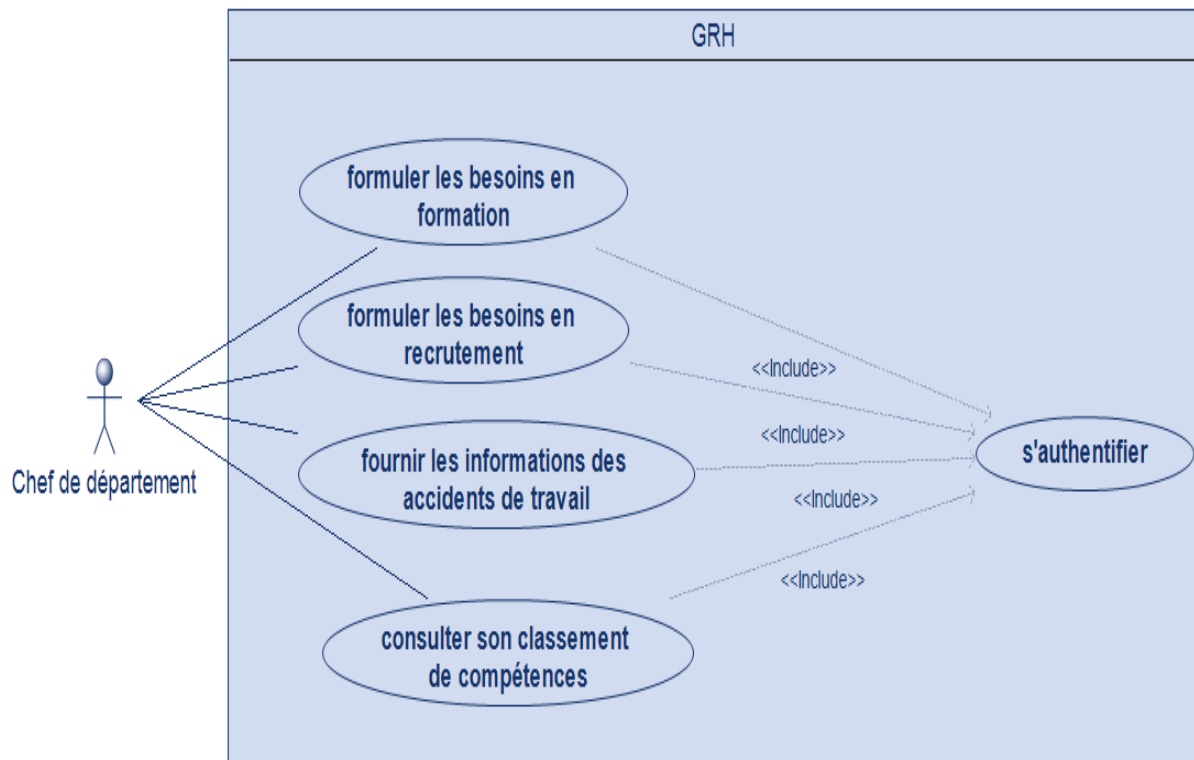 GRH
formuler les besoins en
formation
formuler les besoins en
recrutement
<<Include>>
<<Include>>
s'authentifier
Chef de département
fournir les informations des
accidents de travail
<<Include>>
<<Include>>
consulter son classement
de compétences